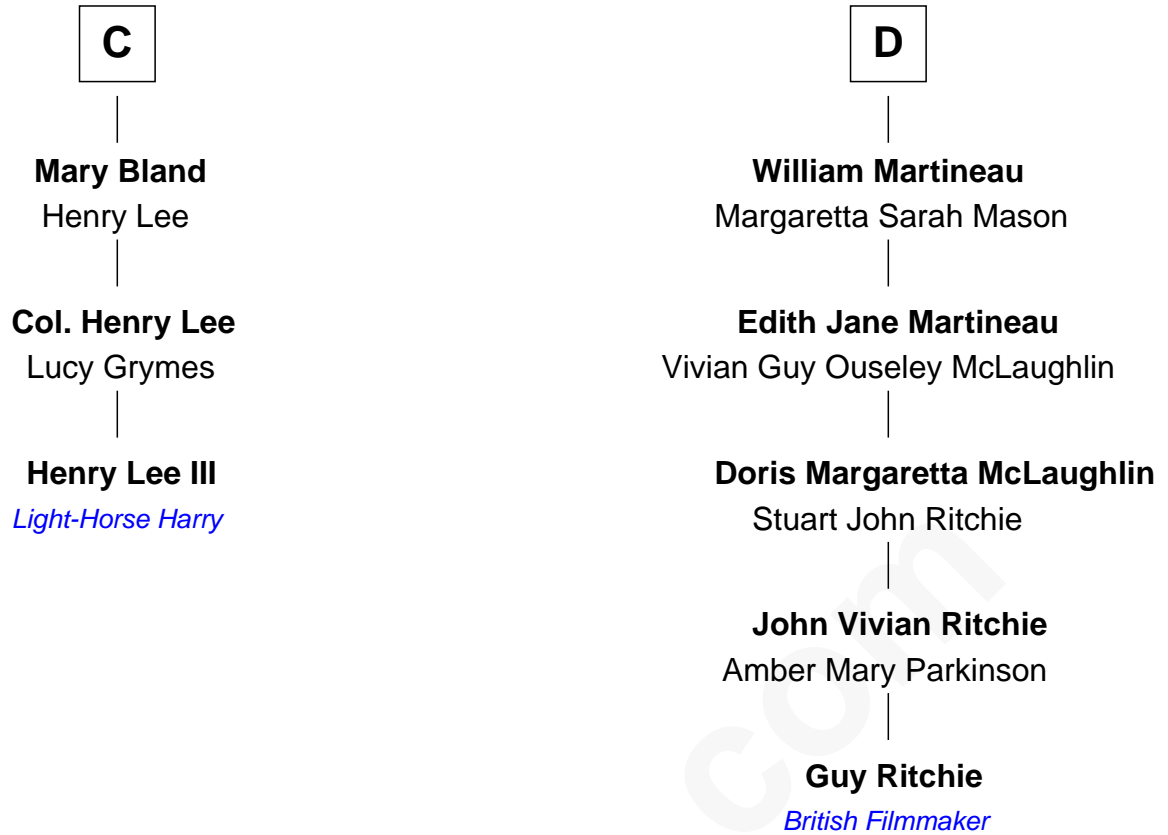 C
Mary Bland
Henry Lee
Col. Henry Lee
Lucy Grymes
Henry Lee III
Light-Horse Harry
D
William Martineau
Margaretta Sarah Mason
Edith Jane Martineau
Vivian Guy Ouseley McLaughlin
Doris Margaretta McLaughlin
Stuart John Ritchie
John Vivian Ritchie
Amber Mary Parkinson
Guy Ritchie
British Filmmaker
com